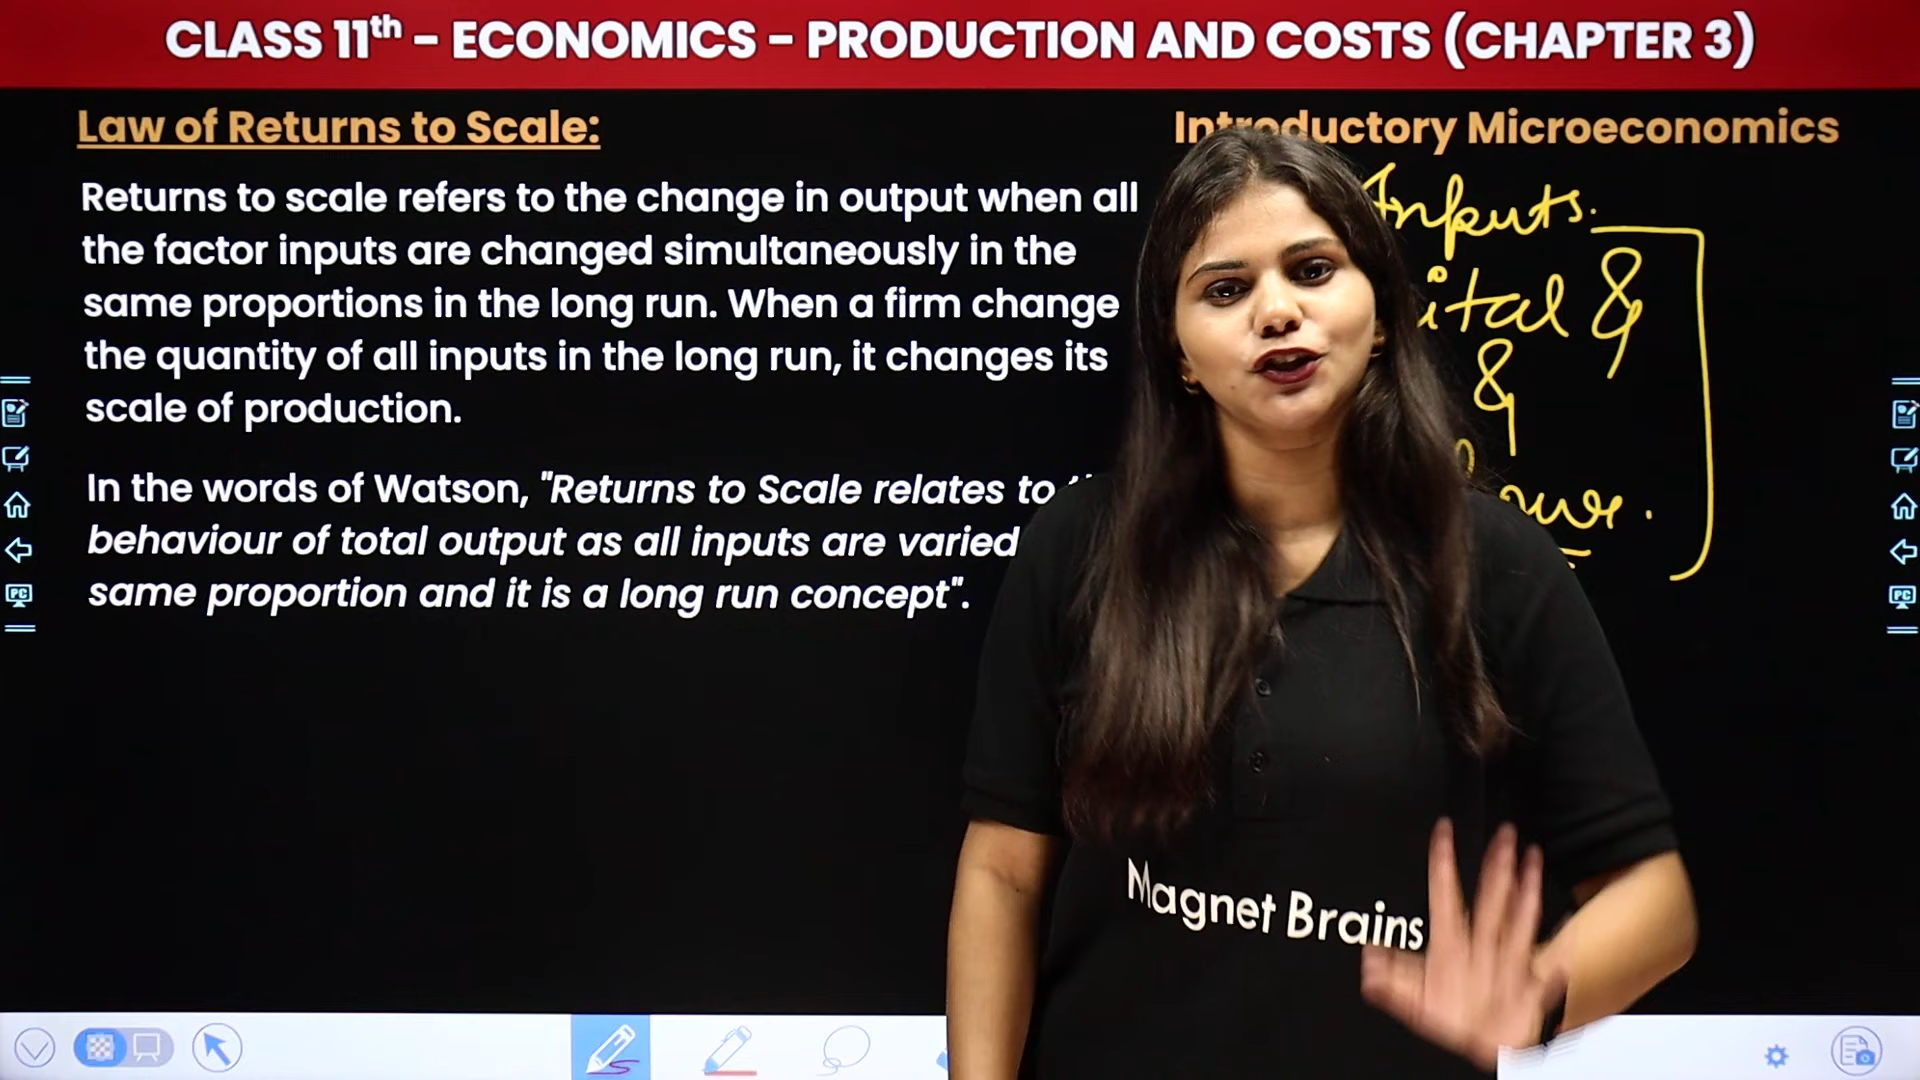 CLASS 11th - ECONOMICS - PRODUCTION AND COSTS (CHAPTER 3)
Law of Returns to Scale:
Introductory Microeconomics
Returns to scale refers to the change in output when all
the factor inputs are changed simultaneously in the
same proportions in the long run. When a firm change
the quantity of all inputs in the long run, it changes its
scale of production.
In the words of Watson, "Returns to Scale relates to
behaviour of total output as all inputs are varied
same proportion and it is a long run concept".
Inputs.
ital &
&
Magnet Brains
PC
PC